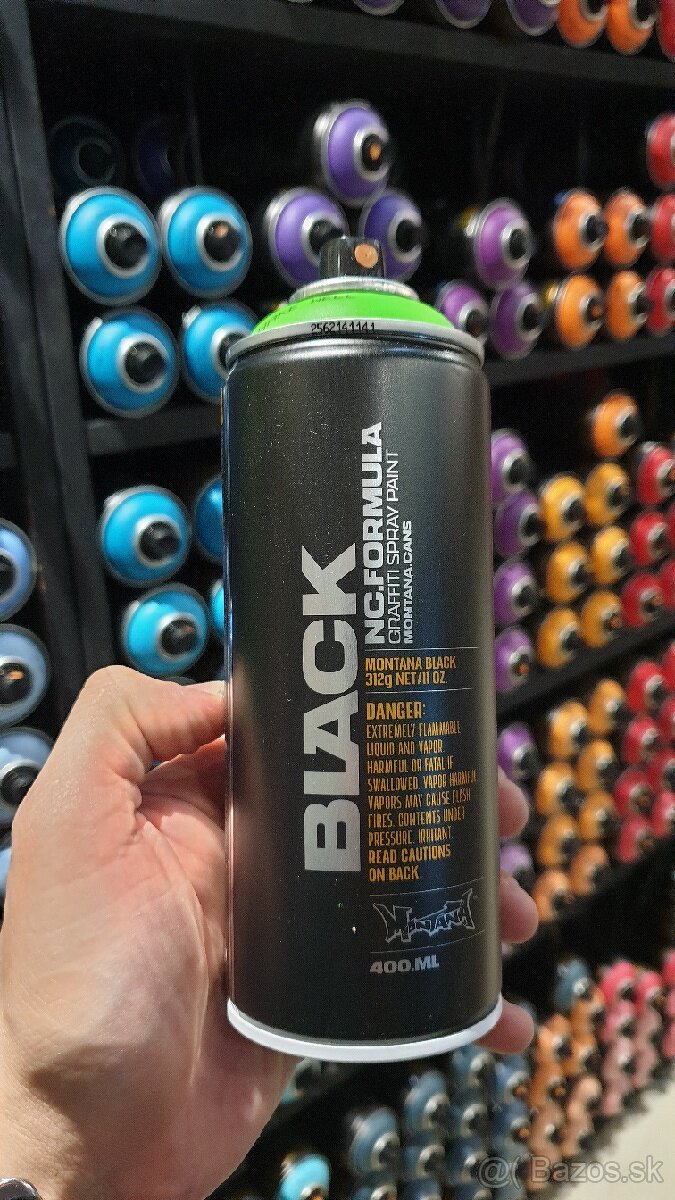 2562141141
BLACK
NC.FORMULA
GRAFFITI SPRAY PAINT
MONTANA.CANS
MONTANA BLACK
312g NET/11 OZ.
DANGER:
EXTREMELY FLAMMABLE
LIQUID AND VAPOR.
HARMFUL OR FATAL IF
SWALLOWED. VAPOR HARMFUL.
VAPORS MAY CAUSE FLASH
FIRES. CONTENTS UNDER
PRESSURE. IRRITANT.
READ CAUTIONS
ON BACK.
MONTANA
400.ML
Bazos.sk